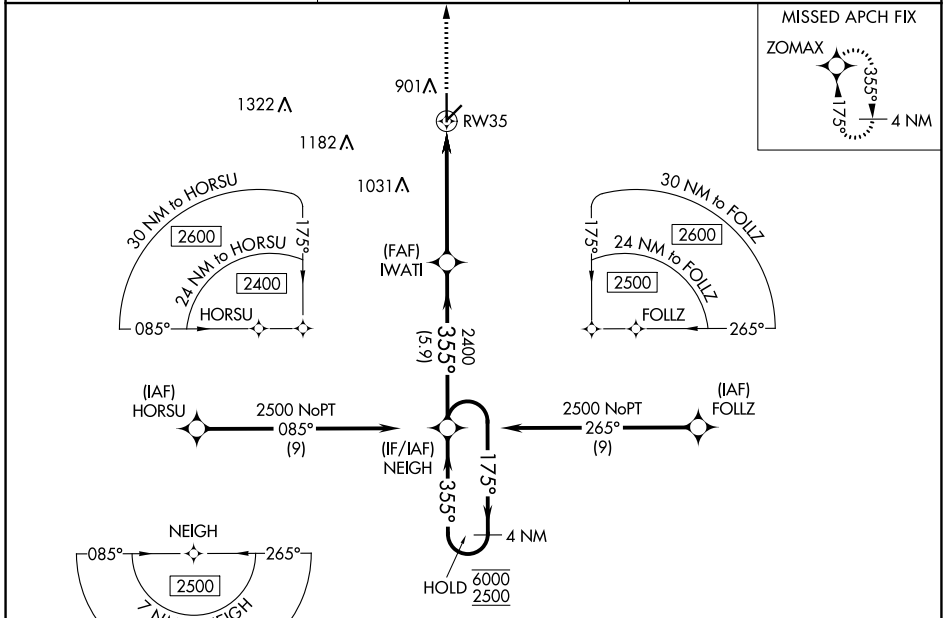 MISSED APCH FIX
ZOMAX
355°
175°
4 NM
901
1322
RW35
1182
1031
30 NM to HORSU
2600
175°
24 NM to HORSU
2400
HORSU
085°
(FAF)
IWATI
30 NM to FOLLZ
175°
2600
24 NM to FOLLZ
2500
FOLLZ
265°
2400
355°
(5.9)
(IAF)
HORSU
2500 NoPT
085°
(9)
(IF/IAF)
NEIGH
2500 NoPT
265°
(9)
(IAF)
FOLLZ
175°
355°
4 NM
HOLD 6000
2500
NEIGH
085°
265°
2500